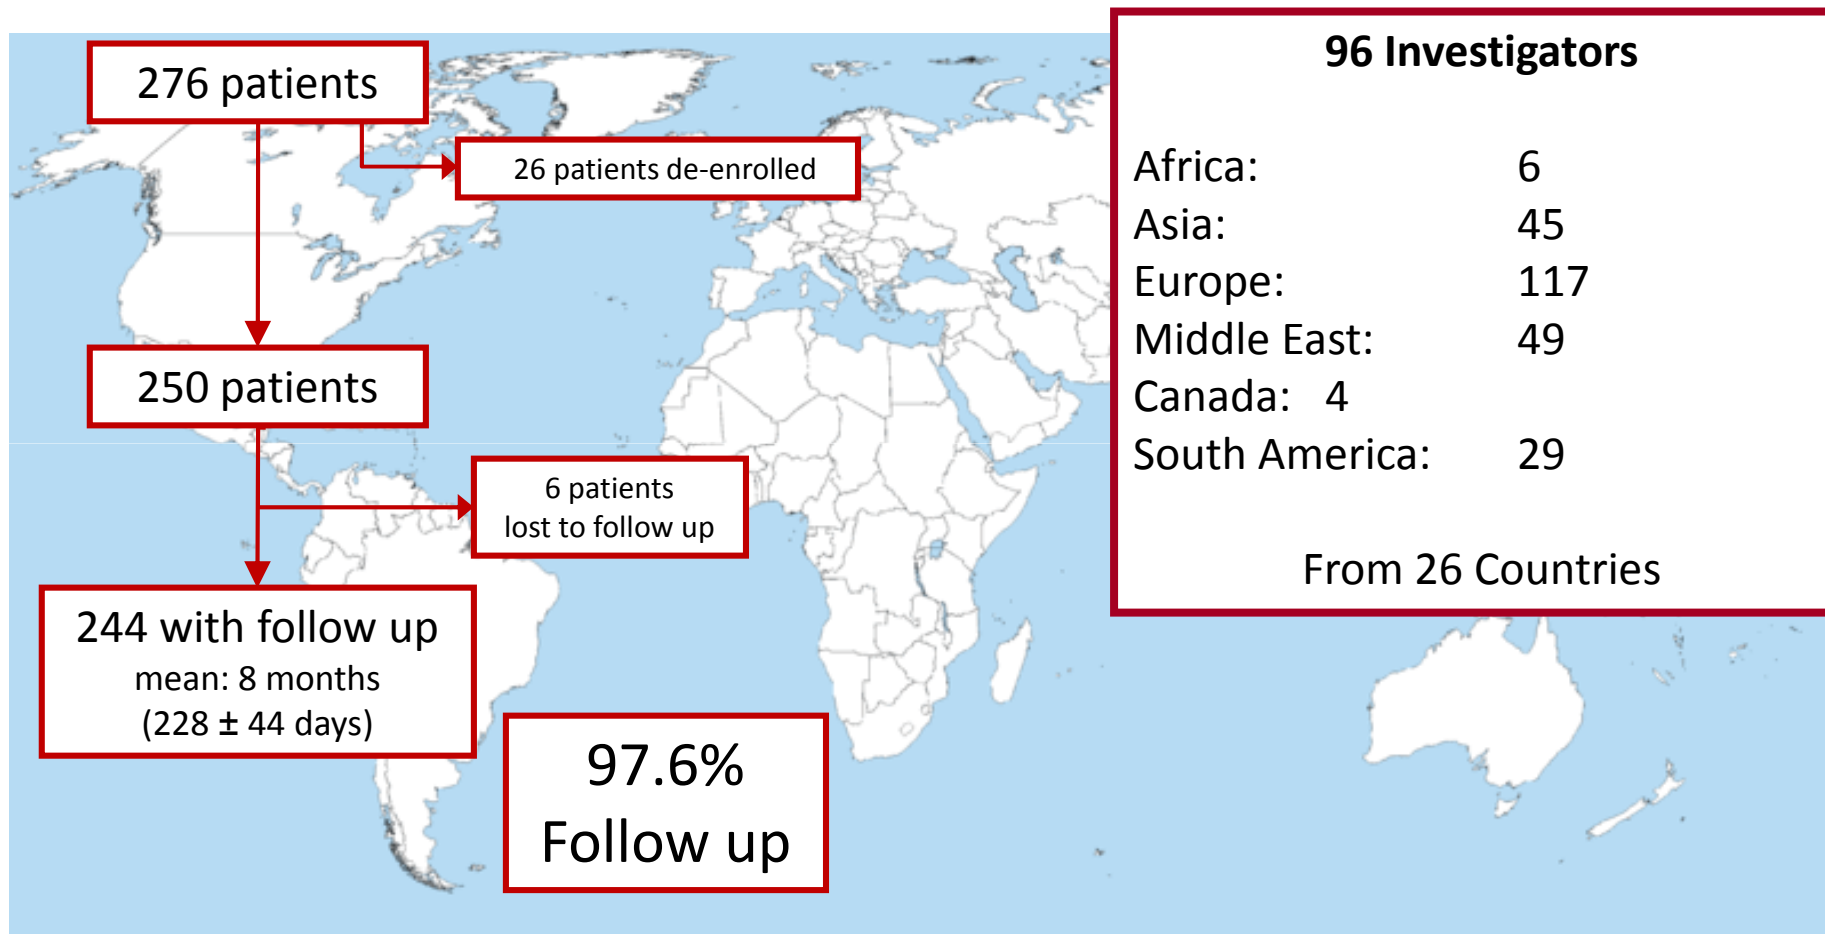 276 patients
26 patients de-enrolled
250 patients
6 patients
lost to follow up
244 with follow up
mean: 8 months
(228 ± 44 days)
97.6%
Follow up
96 Investigators
Africa: 6
Asia: 45
Europe: 117
Middle East: 49
Canada: 4
South America: 29
From 26 Countries